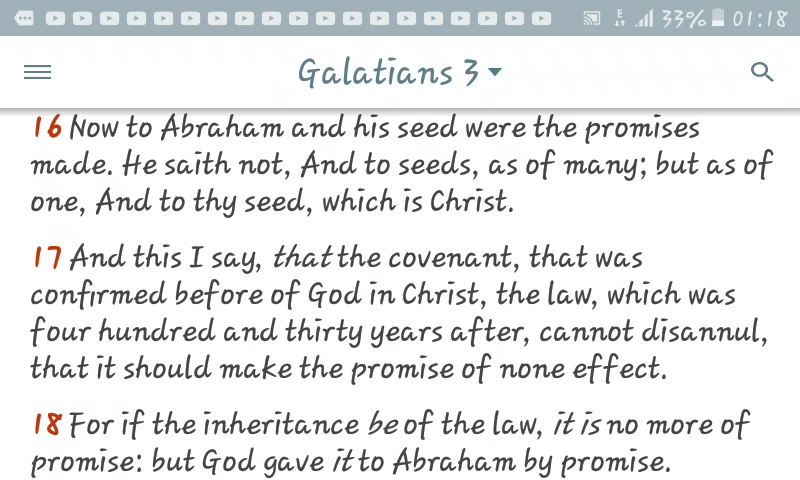 E 33% 01:18
Galatians 3
16 Now to Abraham and his seed were the promises
made. He saith not, And to seeds, as of many; but as of
one, And to thy seed, which is Christ.
17 And this I say, that the covenant, that was
confirmed before of God in Christ, the law, which was
four hundred and thirty years after, cannot disannul,
that it should make the promise of none effect.
18 For if the inheritance be of the law, it is no more of
promise: but God gave it to Abraham by promise.